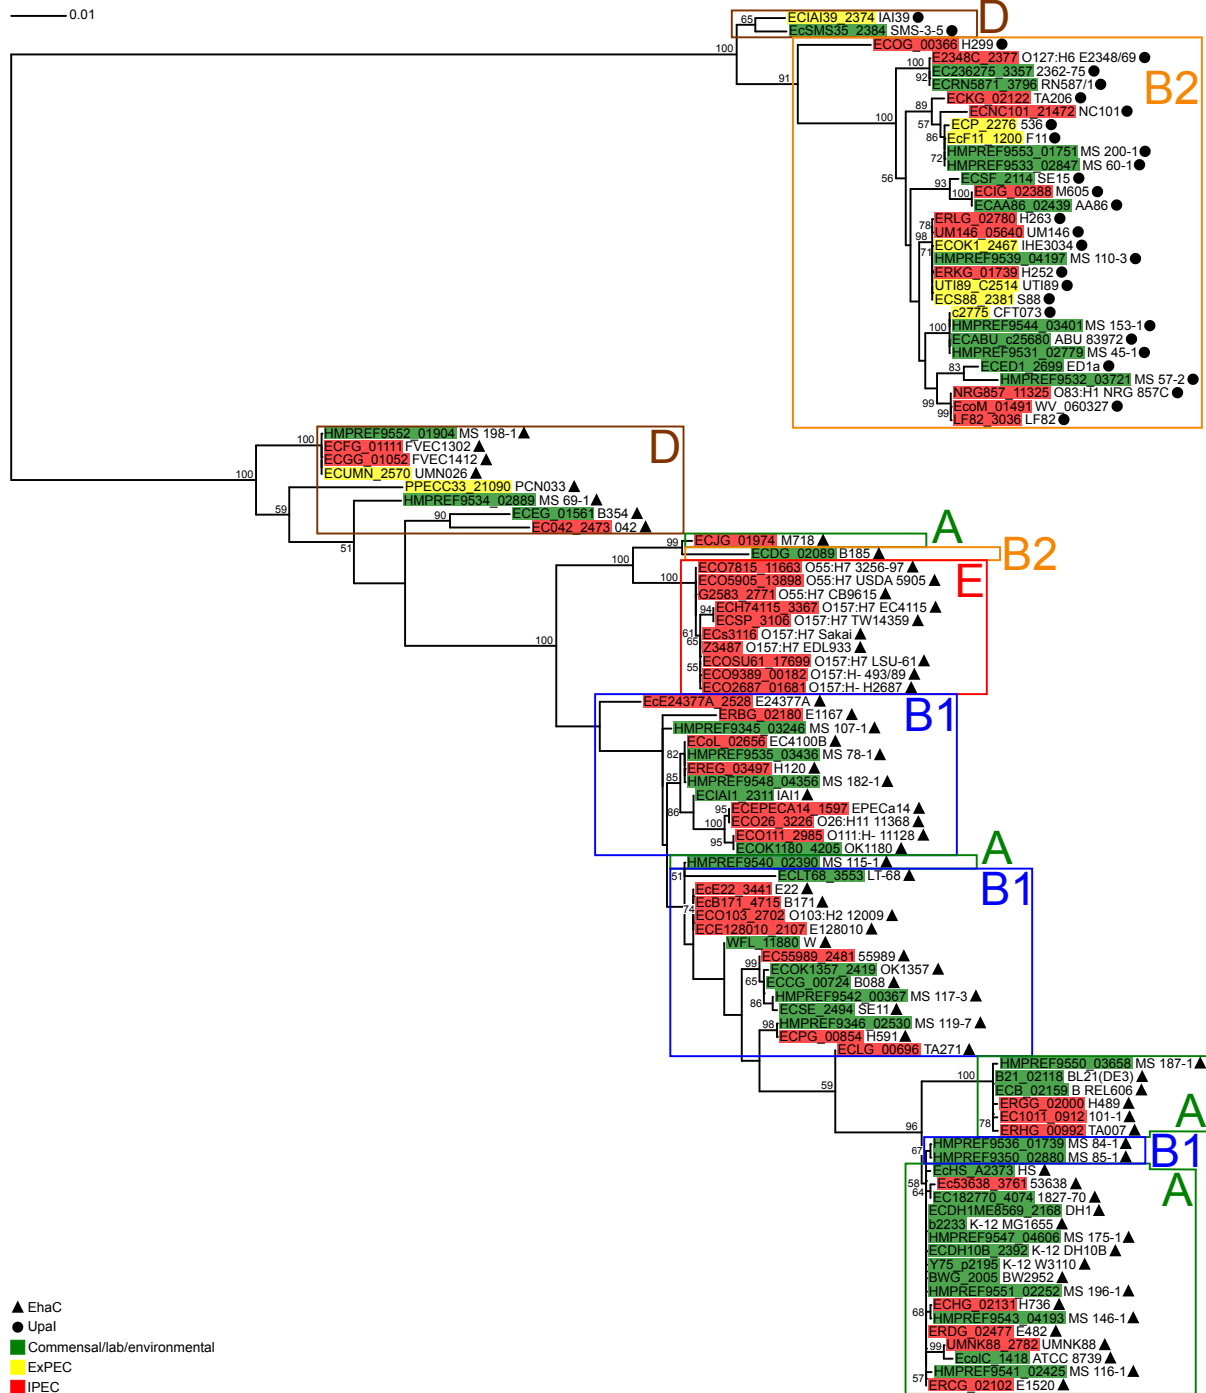 0.01
D
65
ECIAI39_2374 IAI39
EcSMS35_2384 SMS-3-5
100
ECOG_00366 H299
B2
91
E2348C_2377 O127:H6 E2348/69
100
EC236275_3357 2362-75
92
ECRN5871_3796 RN587/1
ECKG_02122 TA206
89
ECNC101_21472 NC101
100
57
ECP_2276 536
86
EcF11_1200 F11
HMPREF9553_01751 MS 200-1
72
HMPREF9533_02847 MS 60-1
56
ECSF_2114 SE15
93
ECIG_02388 M605
100
ECAA86_02439 AA86
ERLG_02780 H263
78
UM146_05640 UM146
98
ECOK1_2467 IHE3034
71
HMPREF9539_04197 MS 110-3
ERKG_01739 H252
UTI89_C2514 UTI89
ECS88_2381 S88
c2775 CFT073
100
HMPREF9544_03401 MS 153-1
ECABU_c25680 ABU 83972
HMPREF9531_02779 MS 45-1
83
ECED1_2699 ED1a
HMPREF9532_03721 MS 57-2
99
NRG857_11325 O83:H1 NRG 857C
EcoM_01491 WV_060327
99
LF82_3036 LF82
HMPREF9552_01904 MS 198-1
D
100
ECFG_01111 FVEC1302
ECGG_01052 FVEC1412
100
ECUMN_2570 UMN026
PPECC33_21090 PCN033
59
HMPREF9534_02889 MS 69-1
90
ECEG_01561 B354
EC042_2473 042
51
A
99
ECJG_01974 M718
100
ECDG_02089 B185
B2
ECO7815_11663 O55:H7 3256-97
E
100
ECO5905_13898 O55:H7 USDA 5905
G2583_2771 O55:H7 CB9615
94
ECH74115_3367 O157:H7 EC4115
ECSP_3106 O157:H7 TW14359
61
ECs3116 O157:H7 Sakai
100
65
Z3487 O157:H7 EDL933
ECOSU61_17699 O157:H7 LSU-61
55
ECO9389_00182 O157:H- 493/89
ECO2687_01681 O157:H- H2687
EcE24377A_2528 E24377A
B1
ERBG_02180 E1167
HMPREF9345_03246 MS 107-1
ECoL_02656 EC4100B
82
HMPREF9535_03436 MS 78-1
EREG_03497 H120
85
HMPREF9548_04356 MS 182-1
ECIAI1_2311 IAI1
86
95
ECEPECA14_1597 EPECa14
100
ECO26_3226 O26:H11 11368
ECO111_2985 O111:H- 11128
95
ECOK1180_4205 OK1180
A
HMPREF9540_02390 MS 115-1
51
ECLT68_3553 LT-68
B1
EcE22_3441 E22
EcB171_4715 B171
74
ECO103_2702 O103:H2 12009
ECE128010_2107 E128010
WFL_11880 W
EC55989_2481 55989
99
ECOK1357_2419 OK1357
65
ECCG_00724 B088
HMPREF9542_00367 MS 117-3
86
ECSE_2494 SE11
98
HMPREF9346_02530 MS 119-7
ECPG_00854 H591
ECLG_00696 TA271
HMPREF9550_03658 MS 187-1
100
B21_02118 BL21(DE3)
59
ECB_02159 B REL606
ERGG_02000 H489
A
78
EC1011_0912 101-1
96
ERHG_00992 TA007
HMPREF9536_01739 MS 84-1
67
B1
HMPREF9350_02880 MS 85-1
EcHS_A2373 HS
58
Ec53638_3761 53638
A
64
EC182770_4074 1827-70
ECDH1ME8569_2168 DH1
b2233 K-12 MG1655
HMPREF9547_04606 MS 175-1
ECDH10B_2392 K-12 DH10B
Y75_p2195 K-12 W3110
BWG_2005 BW2952
HMPREF9551_02252 MS 196-1
ECHG_02131 H736
68
HMPREF9543_04193 MS 146-1
ERDG_02477 E482
99
UMNK88_2782 UMNK88
EcolC_1418 ATCC 8739
HMPREF9541_02425 MS 116-1
57
ERCG_02102 E1520
EhaC
UpaI
Commensal/lab/environmental
ExPEC
IPEC